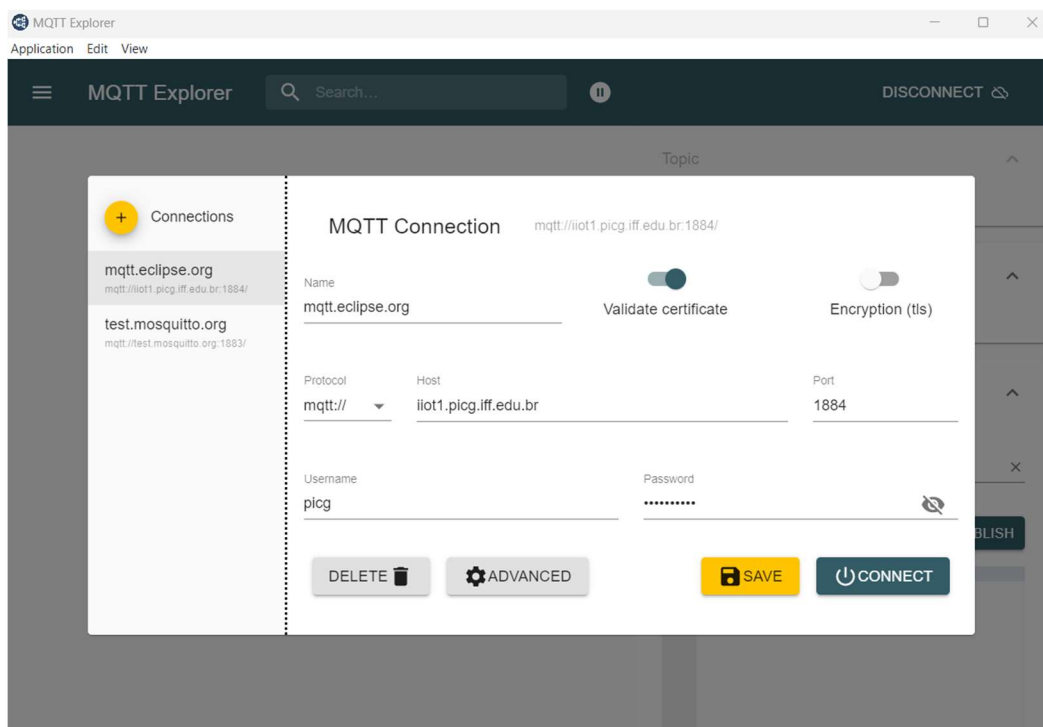 MQTT Explorer
Application Edit View
MQTT Explorer Search... DISCONNECT
Topic
Connections
mqtt.eclipse.org
mqtt://iiot1.picg.iff.edu.br:1884/
test.mosquitto.org
mqtt://test.mosquitto.org:1883/
MQTT Connection mqtt://iiot1.picg.iff.edu.br:1884/
Name
mqtt.eclipse.org
Validate certificate
Encryption (tls)
Protocol Host Port
mqtt:// iiot1.picg.iff.edu.br 1884
Username Password
picg ••••••••••
BLISH
DELETE ADVANCED SAVE CONNECT